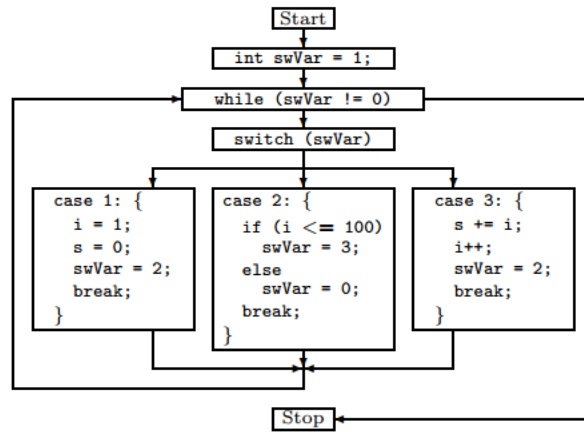 Start
int swVar = 1;
while (swVar != 0)
switch (swVar)
case 1: {
i = 1;
s = 0;
swVar = 2;
break;
}
case 2: {
if (i <= 100)
swVar = 3;
else
swVar = 0;
break;
}
case 3: {
s += i;
i++;
swVar = 2;
break;
}
Stop